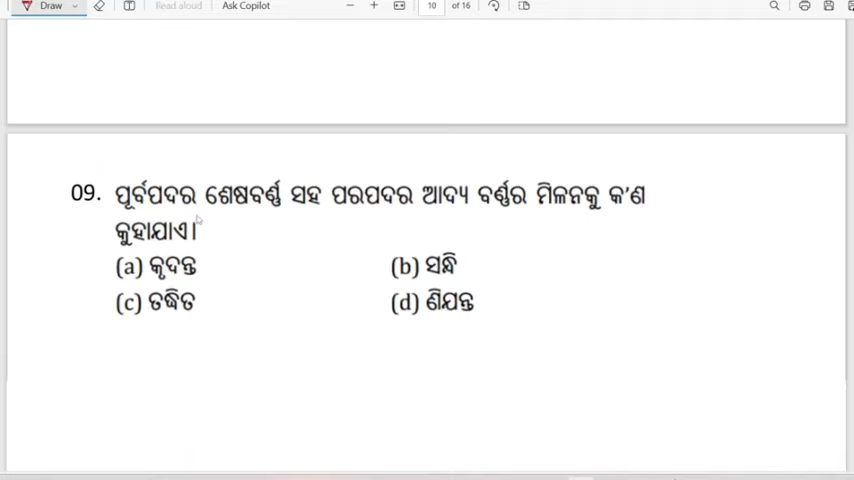 Draw Read aloud Ask Copilot 10 of 16
09. ପୂର୍ବପଦର ଶେଷବର୍ଣ୍ଣ ସହ ପରପଦର ଆଦ୍ୟ ବର୍ଣ୍ଣର ମିଳନକୁ କ'ଣ
କୁହାଯାଏ।
(a) କୃଦନ୍ତ (b) ସନ୍ଧି
(c) ତଦ୍ଧିତ (d) ଣିଯନ୍ତ